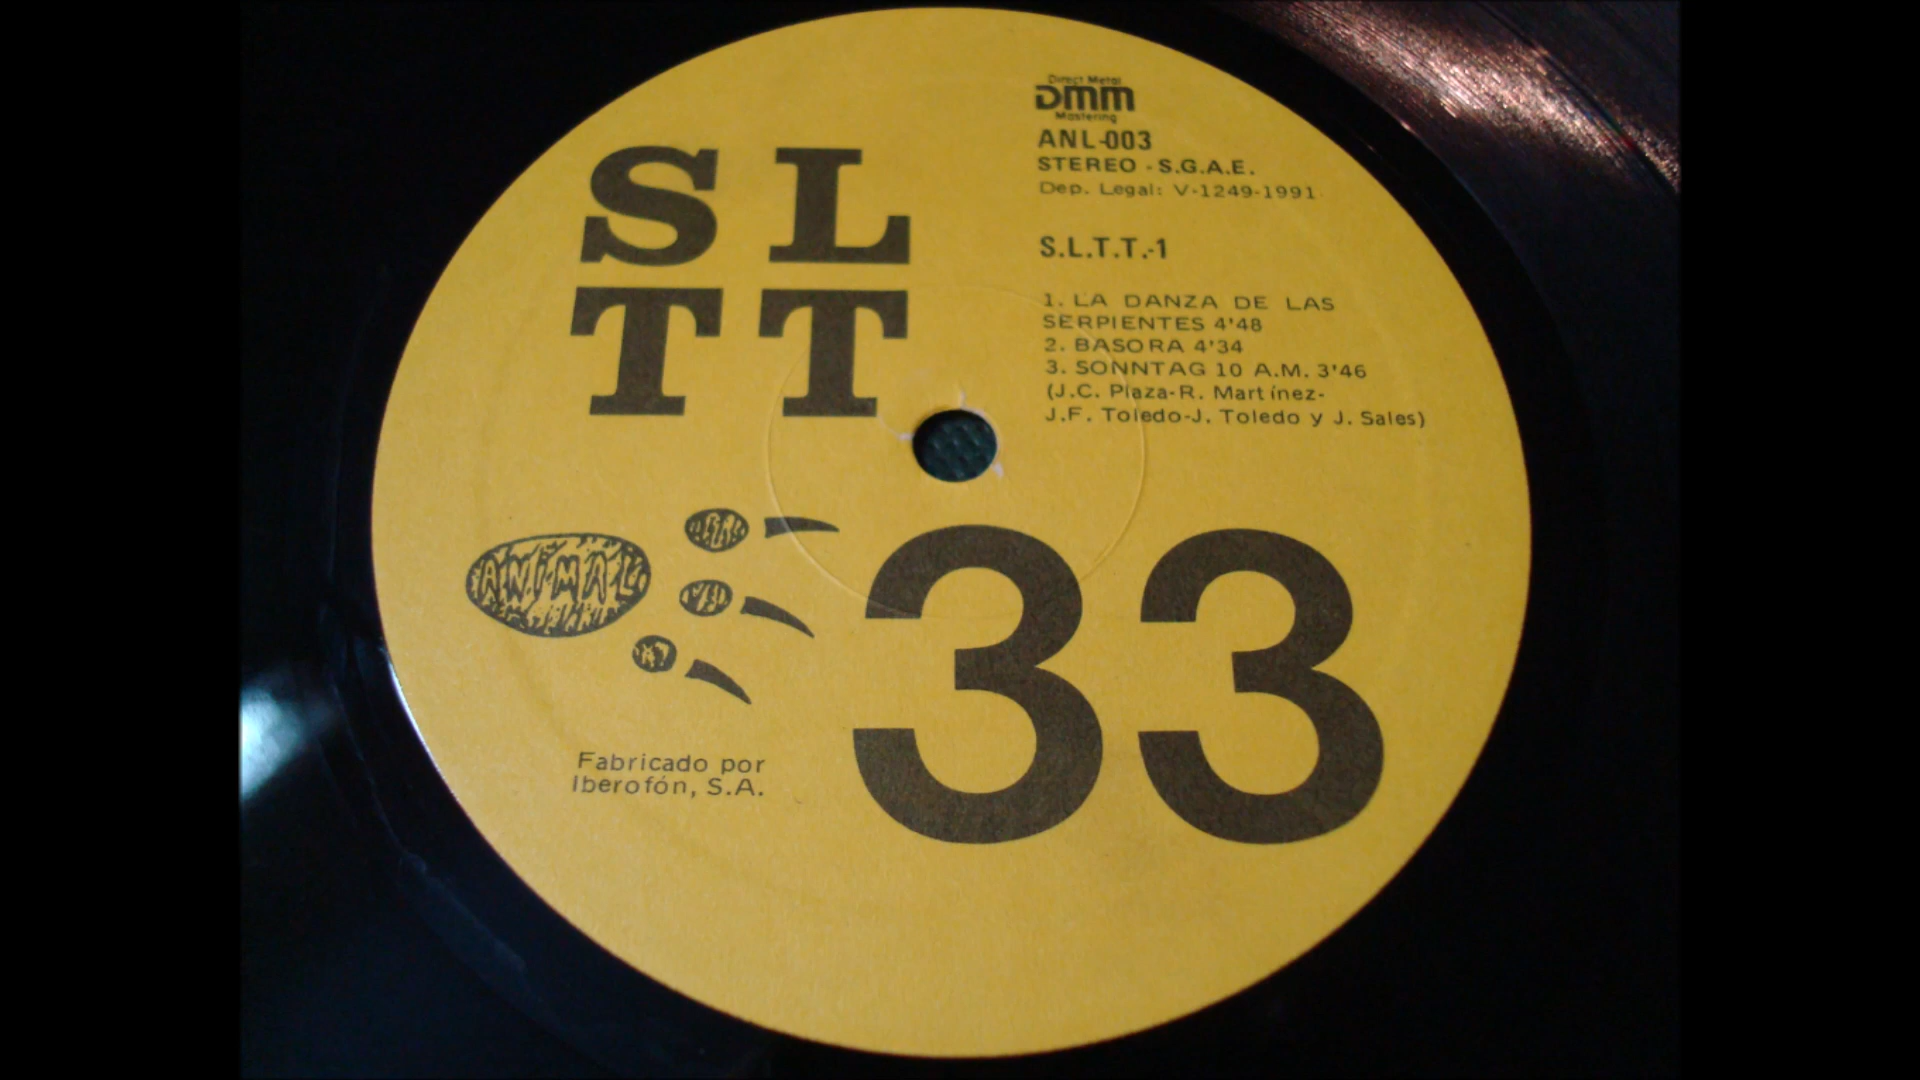 Direct Metal
DMM
Mastering
ANL-003
STEREO - S.G.A.E.
Dep. Legal: V-1249-1991
S L
T T
S.L.T.T.-1
1. LA DANZA DE LAS
SERPIENTES 4'48
2. BASORA 4'34
3. SONNTAG 10 A.M. 3'46
(J.C. Plaza-R. Martínez-
J.F. Toledo-J. Toledo y J. Sales)
ANIMAL
33
Fabricado por
Iberofón, S.A.